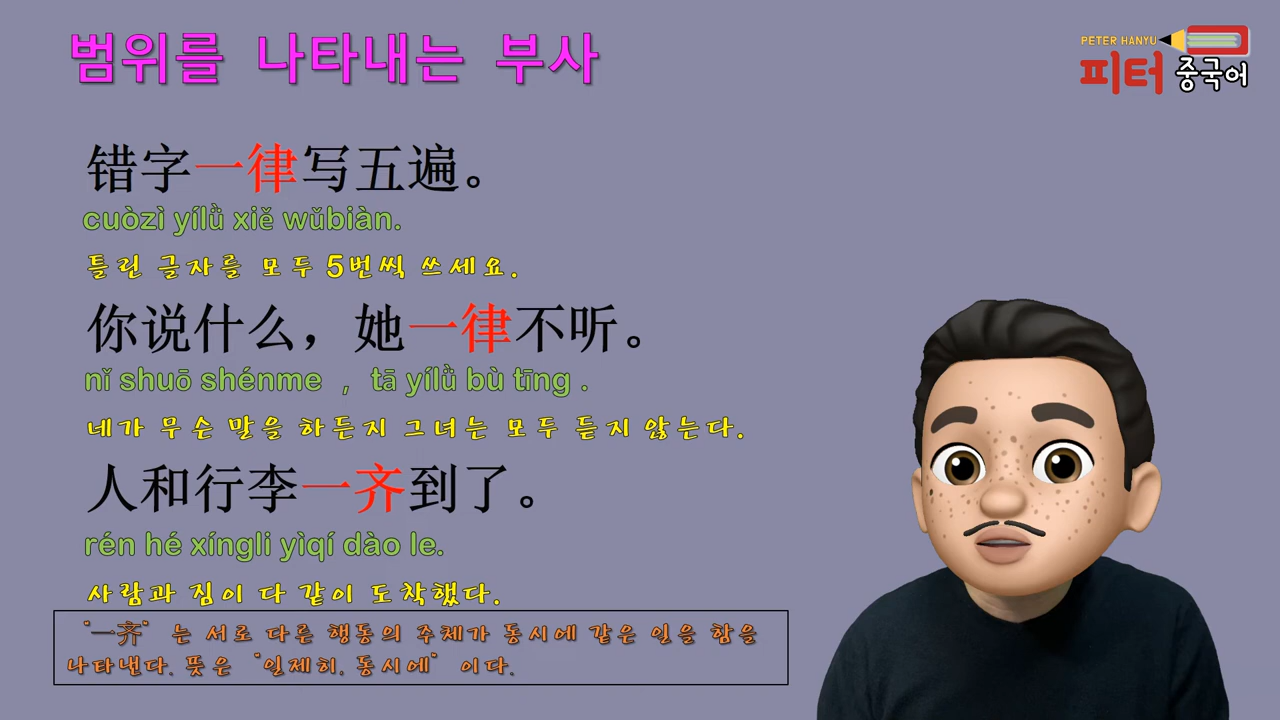 범위를 나타내는 부사
PETER HANYU
피터 중국어
错字一律写五遍。
cuòzì yílǜ xiě wǔbiàn.
틀린 글자를 모두 5번씩 쓰세요.
你说什么，她一律不听。
nǐ shuō shénme ， tā yílǜ bù tīng .
네가 무슨 말을 하든지 그녀는 모두 듣지 않는다.
人和行李一齐到了。
rén hé xíngli yìqí dào le.
사람과 짐이 다 같이 도착했다.
"一齐" 는 서로 다른 행동의 주체가 동시에 같은 일을 함을
나타낸다. 뜻은 "일제히, 동시에" 이다.